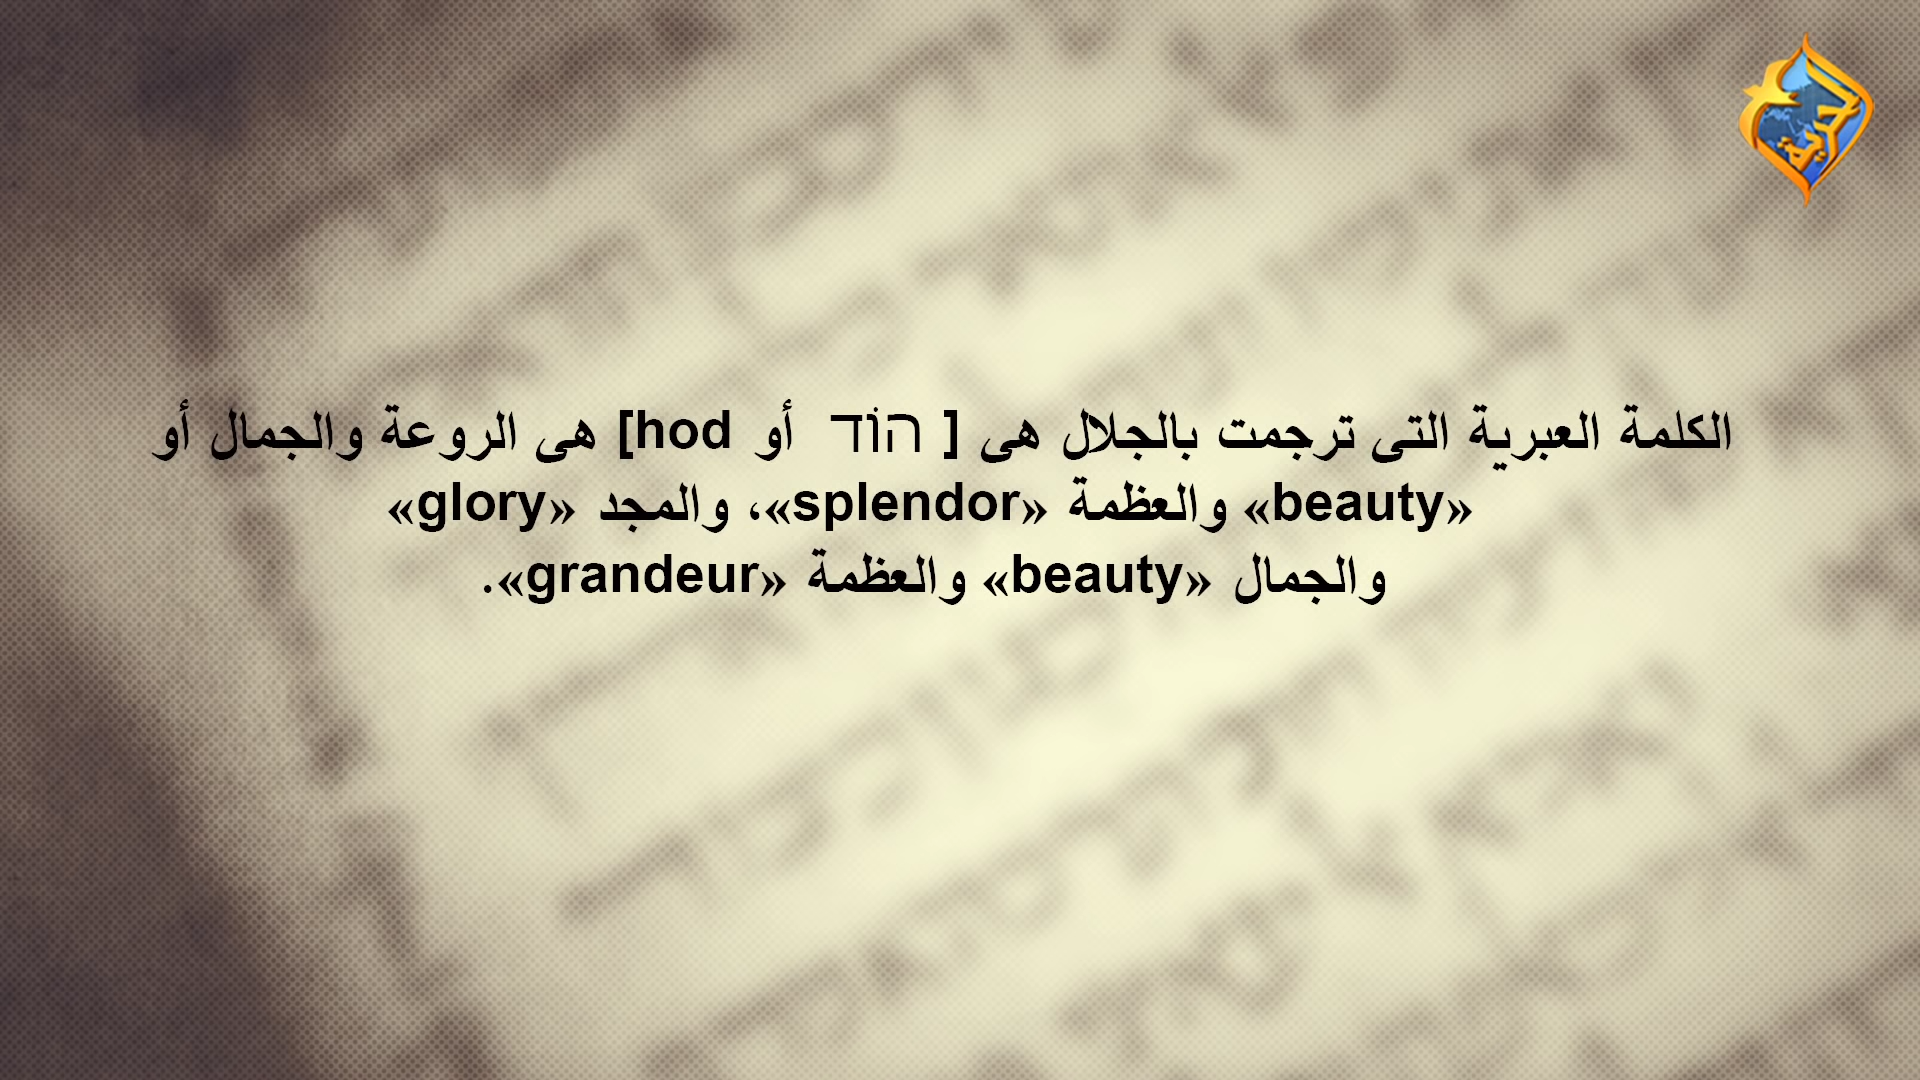 الحرية
الكلمة العبرية التى ترجمت بالجلال هى [ הוֹד أو hod] هى الروعة والجمال أو
«beauty» والعظمة «splendor»، والمجد «glory»
والجمال «beauty» والعظمة «grandeur».